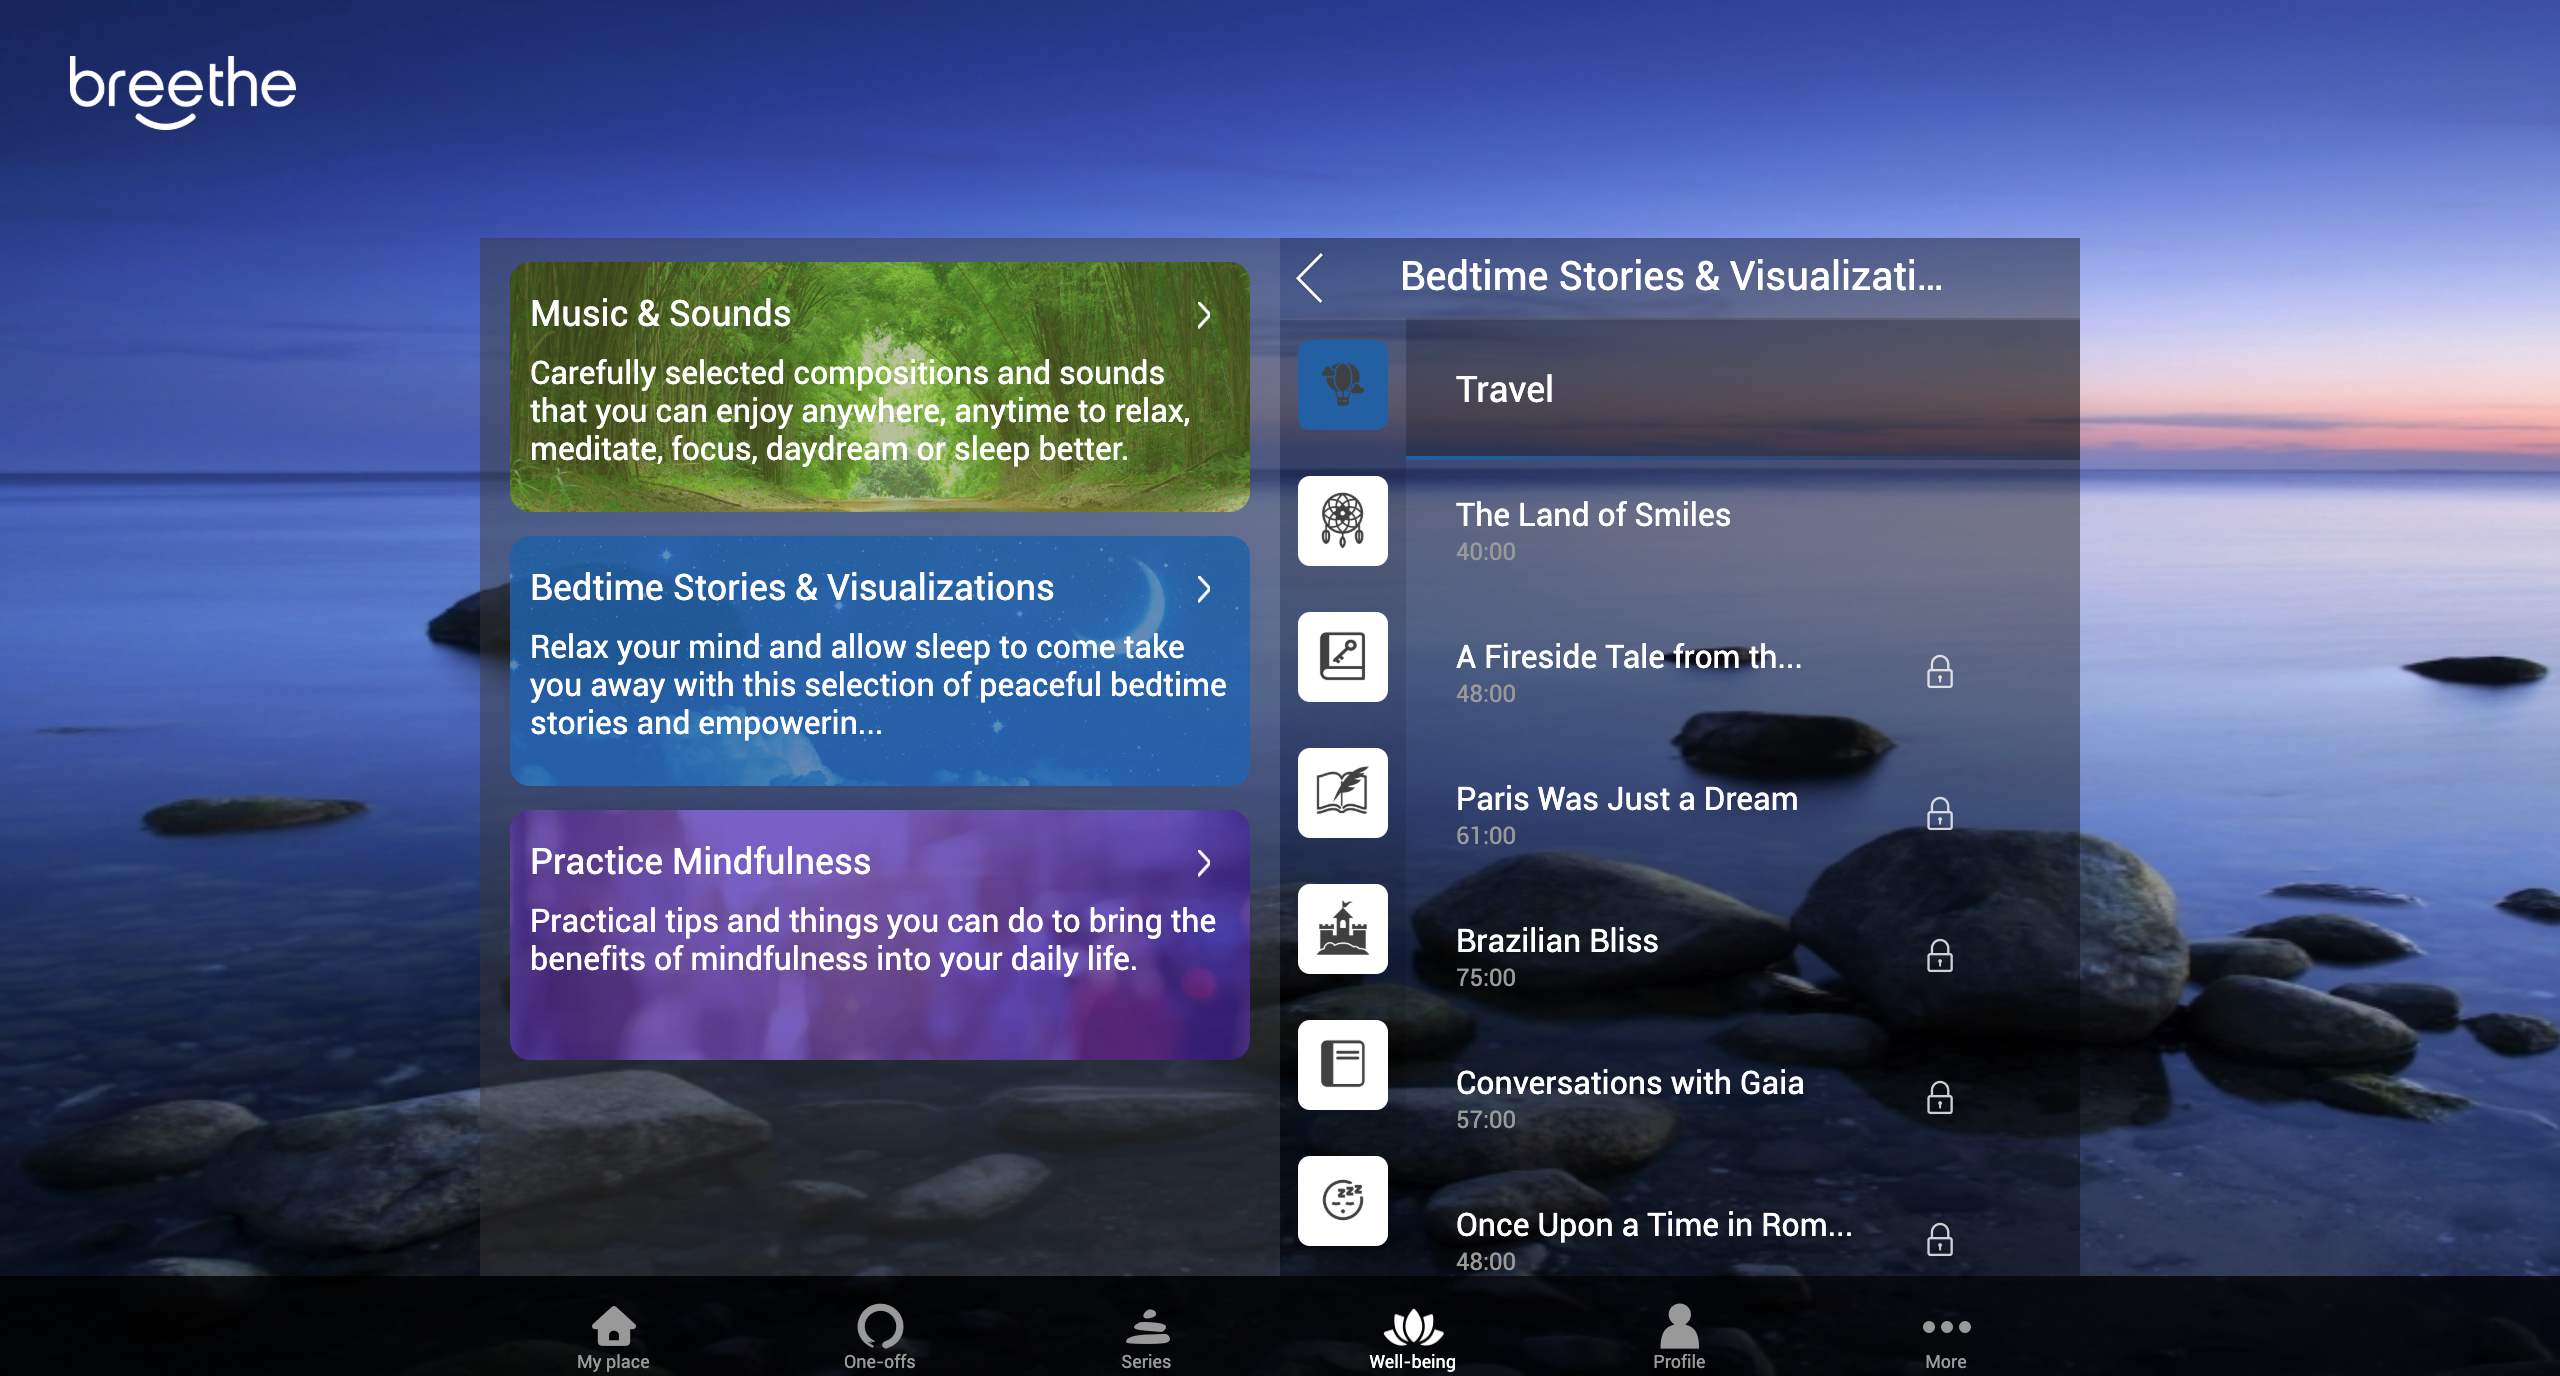 breethe
Music & Sounds
Carefully selected compositions and sounds
that you can enjoy anywhere, anytime to relax,
meditate, focus, daydream or sleep better.
Bedtime Stories & Visualizations
Relax your mind and allow sleep to come take
you away with this selection of peaceful bedtime
stories and empowerin...
Practice Mindfulness
Practical tips and things you can do to bring the
benefits of mindfulness into your daily life.
Bedtime Stories & Visualizati...
Travel
The Land of Smiles
40:00
A Fireside Tale from th...
48:00
Paris Was Just a Dream
61:00
Brazilian Bliss
75:00
Conversations with Gaia
57:00
zzz
Once Upon a Time in Rom...
48:00
My place
One-offs
Series
Well-being
Profile
More